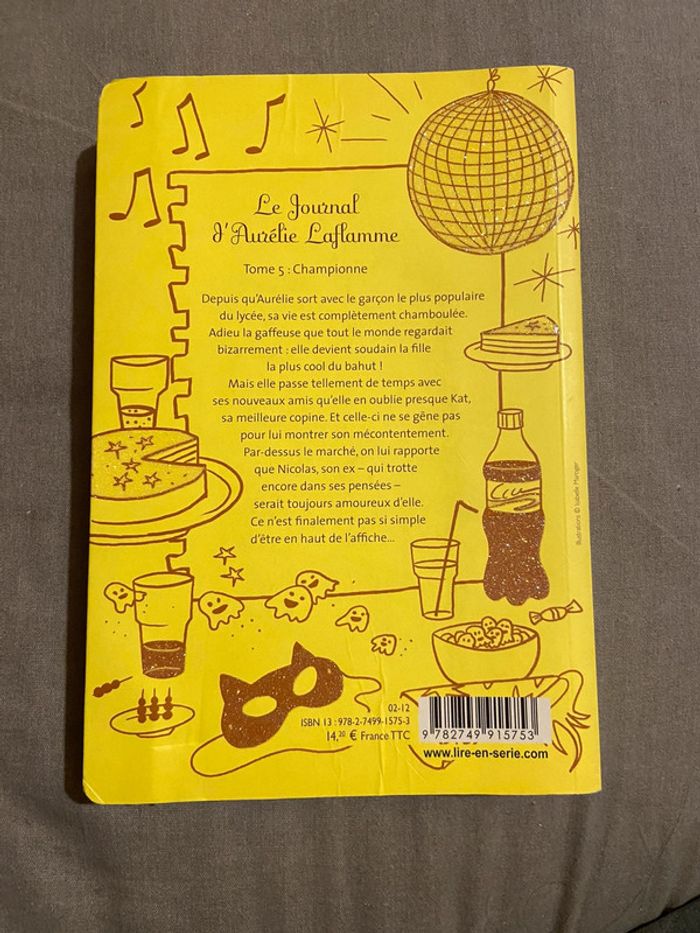 Le Journal
d'Aurélie Laflamme
Tome 5 : Championne
Depuis qu'Aurélie sort avec le garçon le plus populaire
du lycée, sa vie est complètement chamboulée.
Adieu la gaffeuse que tout le monde regardait
bizarrement : elle devient soudain la fille
la plus cool du bahut !
Mais elle passe tellement de temps avec
ses nouveaux amis qu'elle en oublie presque Kat,
sa meilleure copine. Et celle-ci ne se gêne pas
pour lui montrer son mécontentement.
Par-dessus le marché, on lui rapporte
que Nicolas, son ex – qui trotte
encore dans ses pensées –
serait toujours amoureux d'elle.
Ce n'est finalement pas si simple
d'être en haut de l'affiche...
Illustrations ©
02-12
ISBN 13 : 978-2-7499-1575-3
14,20 € France TTC
9 782749 915753
www.lire-en-serie.com